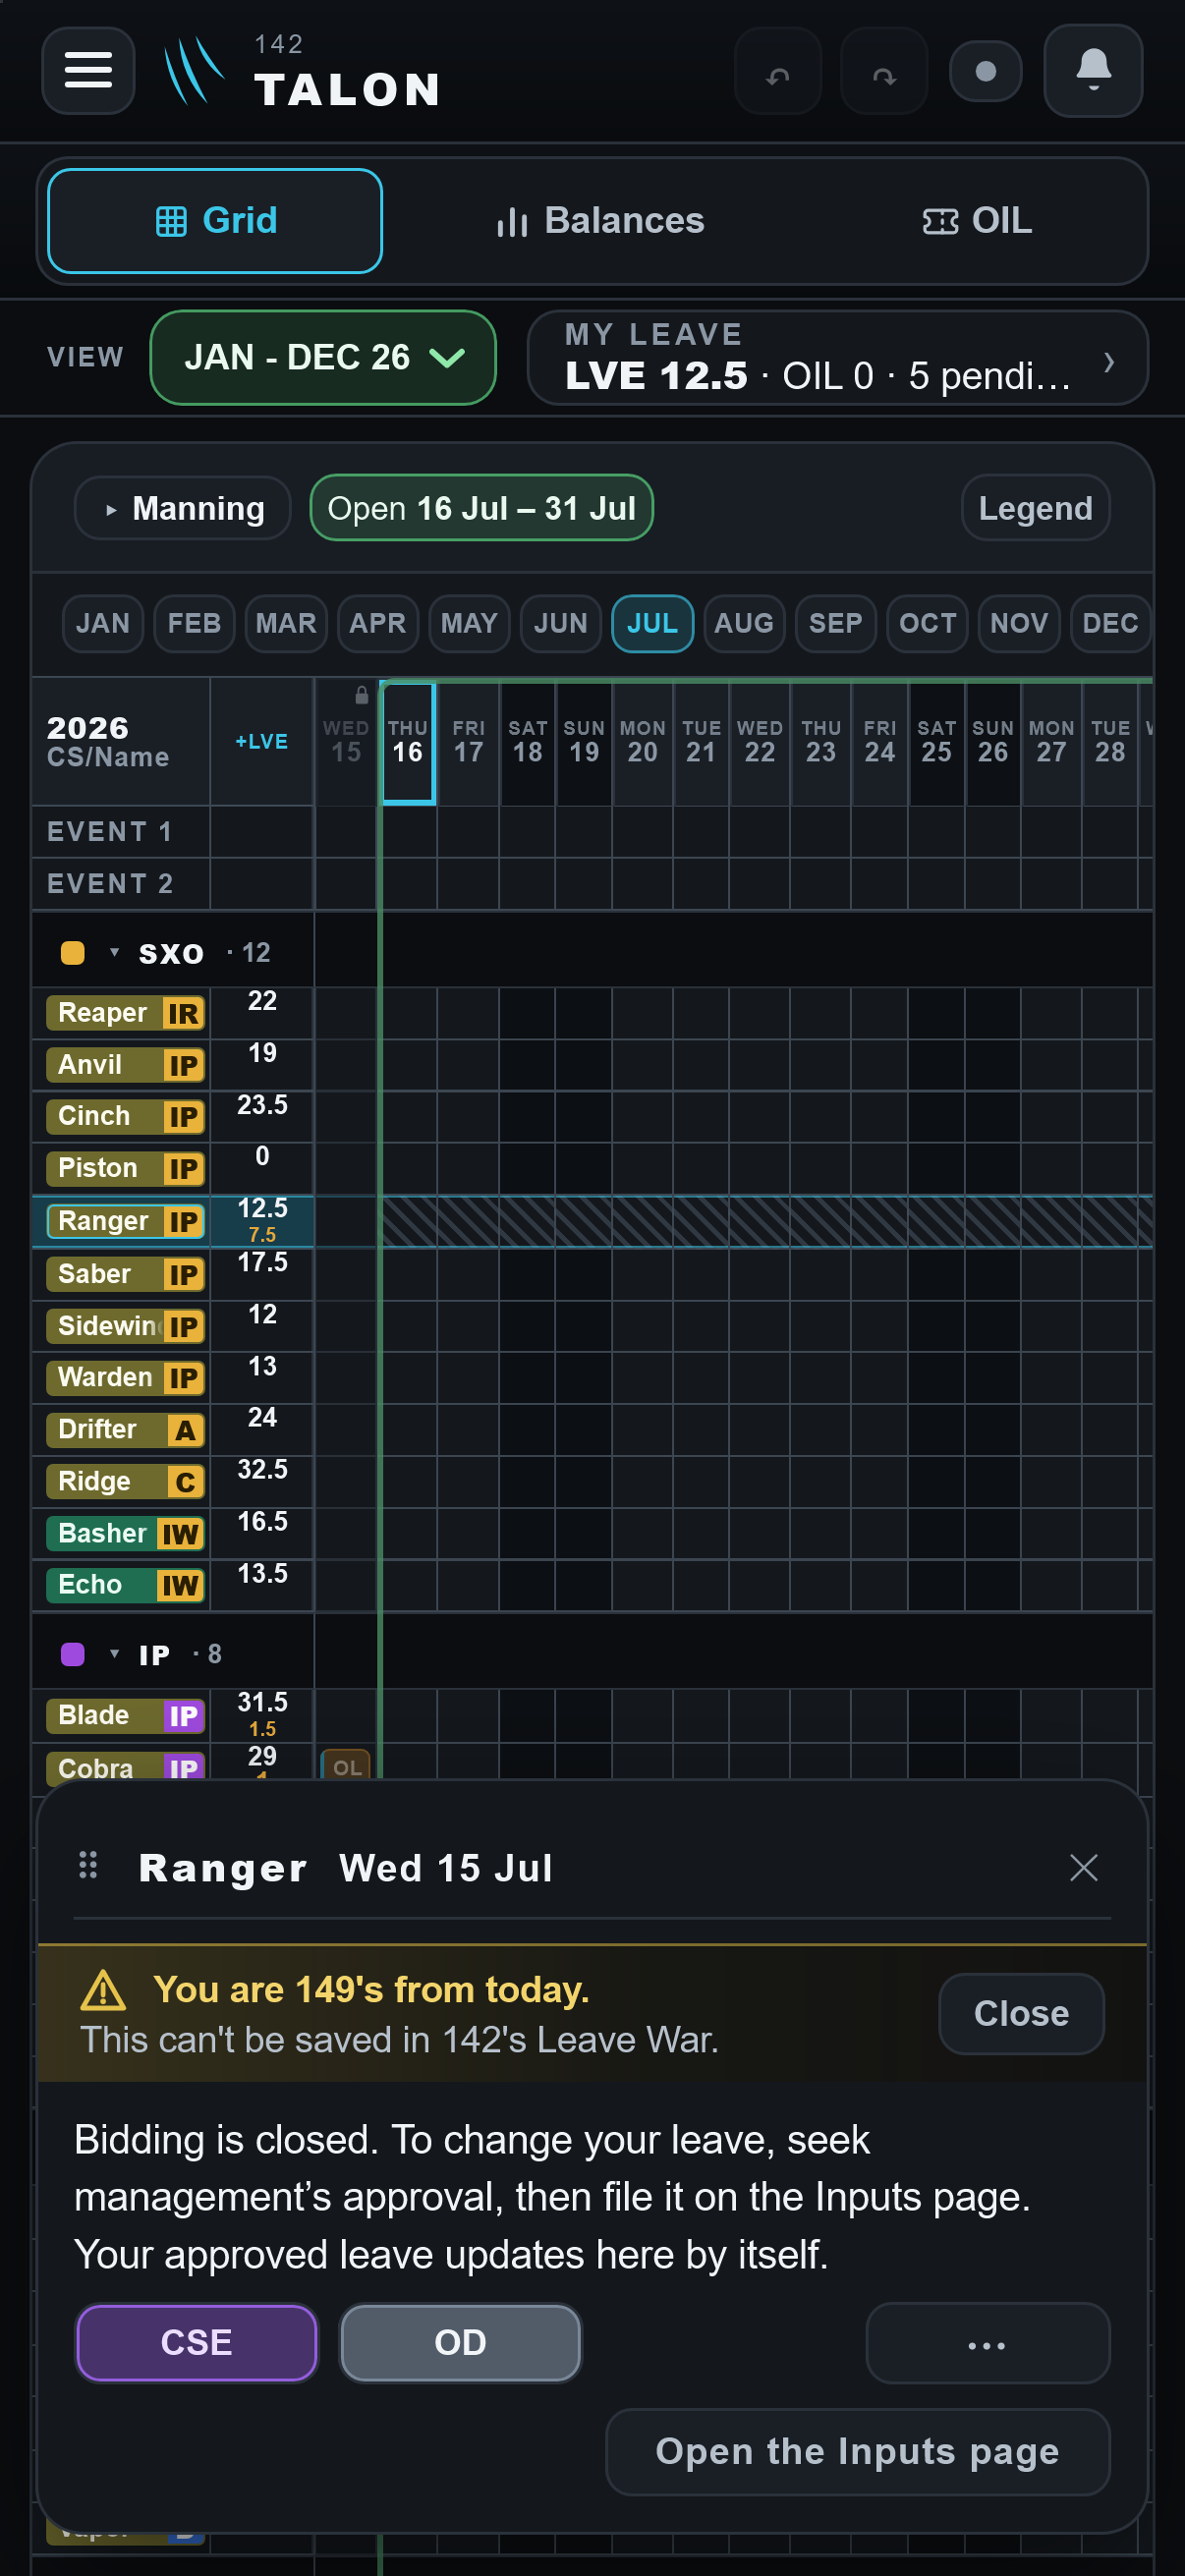 142
TALON
Grid
Balances
OIL
VIEW
JAN - DEC 26
MY LEAVE
LVE 12.5 · OIL 0 · 5 pendi…
Manning
Open 16 Jul – 31 Jul
Legend
JAN FEB MAR APR MAY JUN JUL AUG SEP OCT NOV DEC
2026
CS/Name
+LVE
WED 15
THU 16
FRI 17
SAT 18
SUN 19
MON 20
TUE 21
WED 22
THU 23
FRI 24
SAT 25
SUN 26
MON 27
TUE 28
EVENT 1
EVENT 2
SXO · 12
Reaper IR 22
Anvil IP 19
Cinch IP 23.5
Piston IP 0
Ranger IP 12.5
7.5
Saber IP 17.5
Sidewin IP 12
Warden IP 13
Drifter A 24
Ridge C 32.5
Basher IW 16.5
Echo IW 13.5
IP · 8
Blade IP 31.5
1.5
Cobra IP 29 OL
Ranger Wed 15 Jul
You are 149's from today.
This can't be saved in 142's Leave War.
Close
Bidding is closed. To change your leave, seek
management’s approval, then file it on the Inputs page.
Your approved leave updates here by itself.
CSE
OD
...
Open the Inputs page